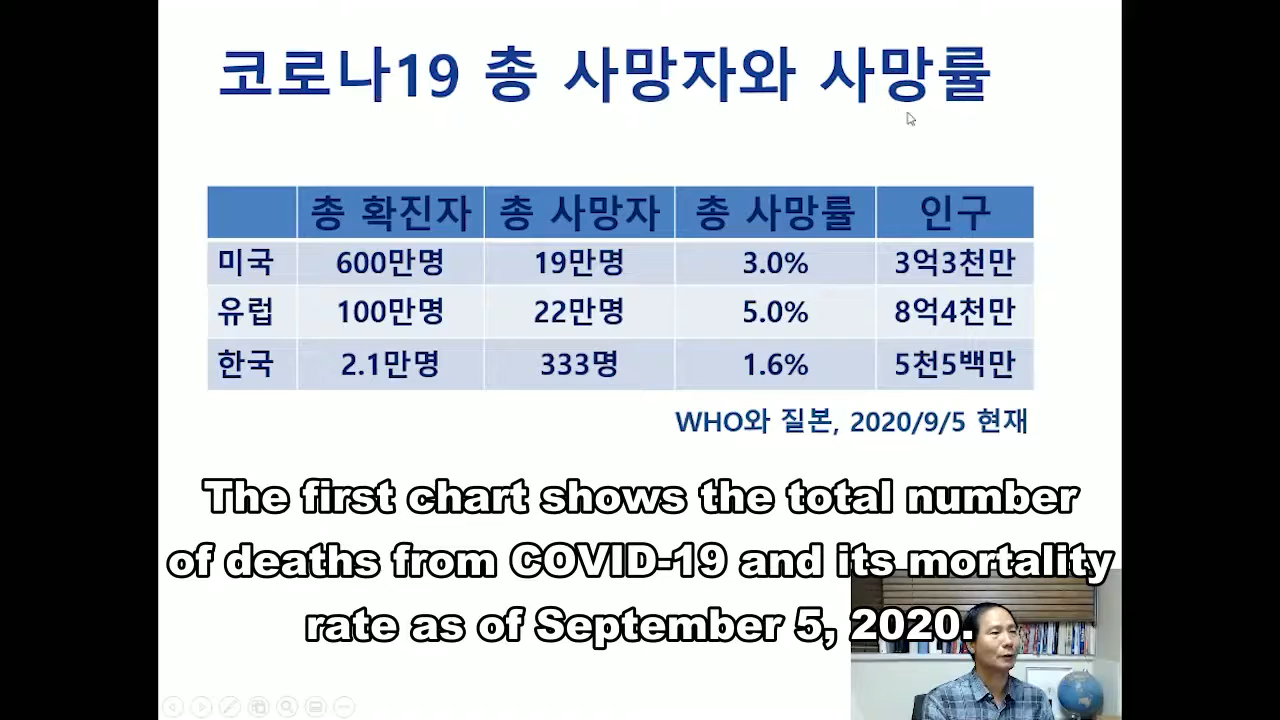 코로나19 총 사망자와 사망률
총 확진자 총 사망자 총 사망률 인구
미국 600만명 19만명 3.0% 3억3천만
유럽 100만명 22만명 5.0% 8억4천만
한국 2.1만명 333명 1.6% 5천5백만
WHO와 질본, 2020/9/5 현재
The first chart shows the total number
of deaths from COVID-19 and its mortality
rate as of September 5, 2020.